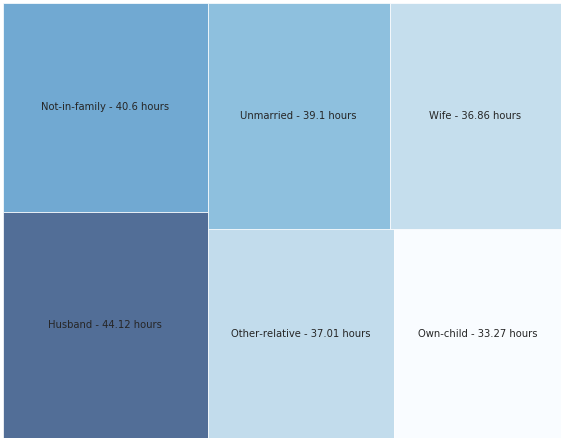 Not-in-family - 40.6 hours
Unmarried - 39.1 hours
Wife - 36.86 hours
Husband - 44.12 hours
Other-relative - 37.01 hours
Own-child - 33.27 hours